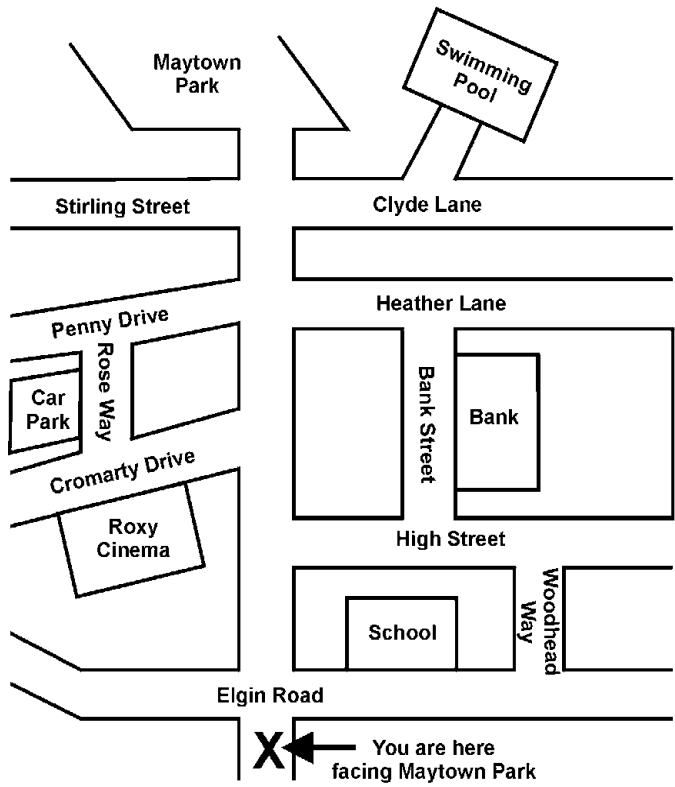 Maytown
Park
Swimming
Pool
Stirling Street
Clyde Lane
Heather Lane
Penny Drive
Rose Way
Car
Park
Bank Street
Bank
Cromarty Drive
Roxy
Cinema
High Street
Woodhead
Way
School
Elgin Road
X
You are here
facing Maytown Park